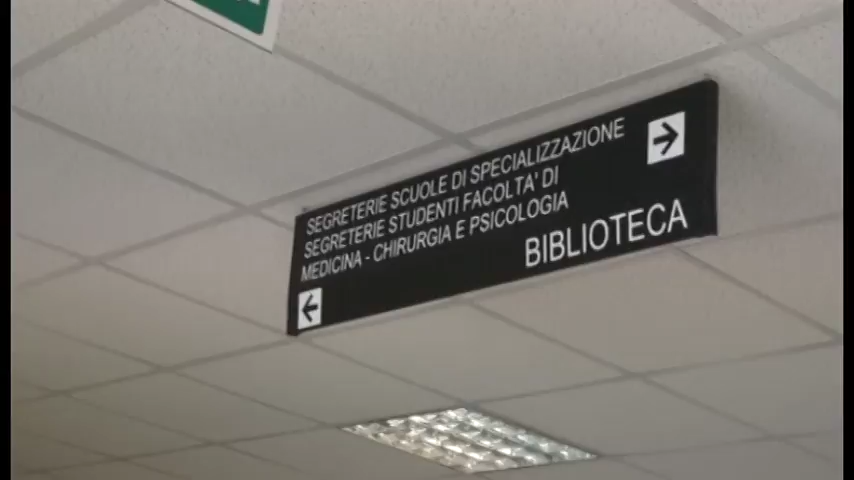 SEGRETERIE SCUOLE DI SPECIALIZZAZIONE
SEGRETERIE STUDENTI FACOLTA' DI
MEDICINA - CHIRURGIA E PSICOLOGIA
BIBLIOTECA